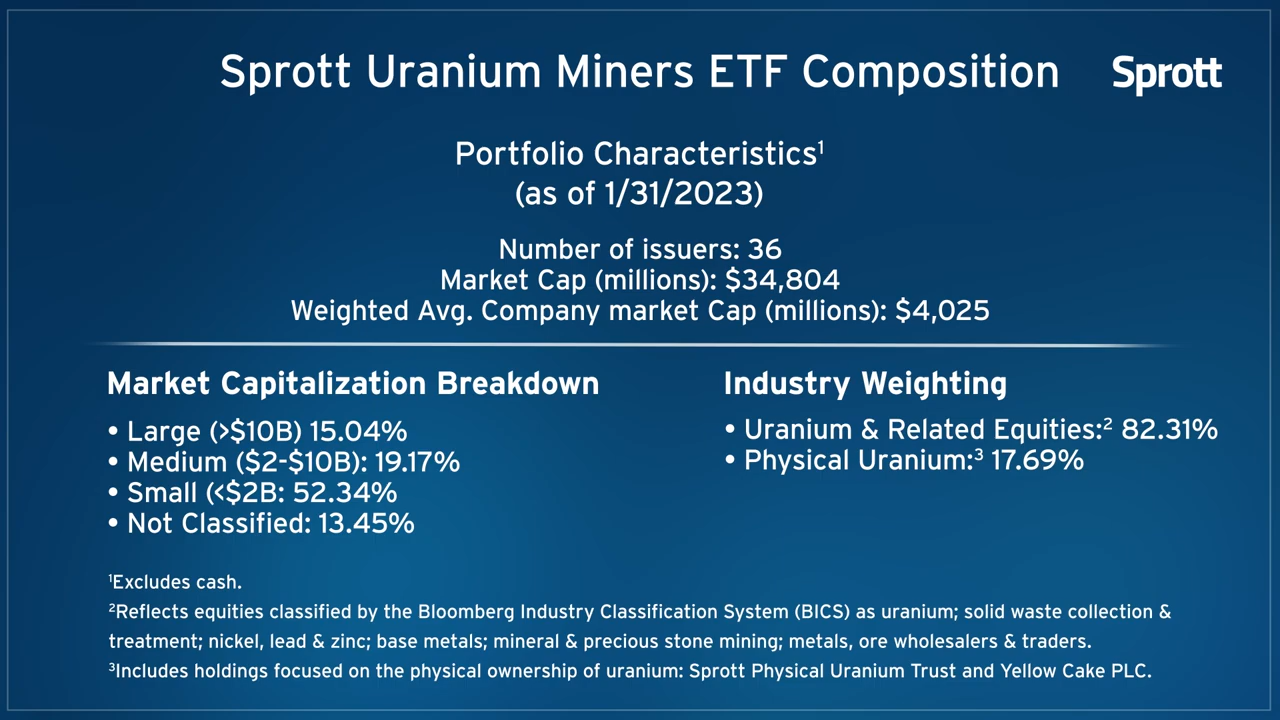 Sprott Uranium Miners ETF Composition
Sprott
Portfolio Characteristics¹
(as of 1/31/2023)
Number of issuers: 36
Market Cap (millions): $34,804
Weighted Avg. Company market Cap (millions): $4,025
Market Capitalization Breakdown
• Large (>$10B) 15.04%
• Medium ($2-$10B): 19.17%
• Small (<$2B: 52.34%
• Not Classified: 13.45%
Industry Weighting
• Uranium & Related Equities:² 82.31%
• Physical Uranium:³ 17.69%
¹Excludes cash.
²Reflects equities classified by the Bloomberg Industry Classification System (BICS) as uranium; solid waste collection &
treatment; nickel, lead & zinc; base metals; mineral & precious stone mining; metals, ore wholesalers & traders.
³Includes holdings focused on the physical ownership of uranium: Sprott Physical Uranium Trust and Yellow Cake PLC.